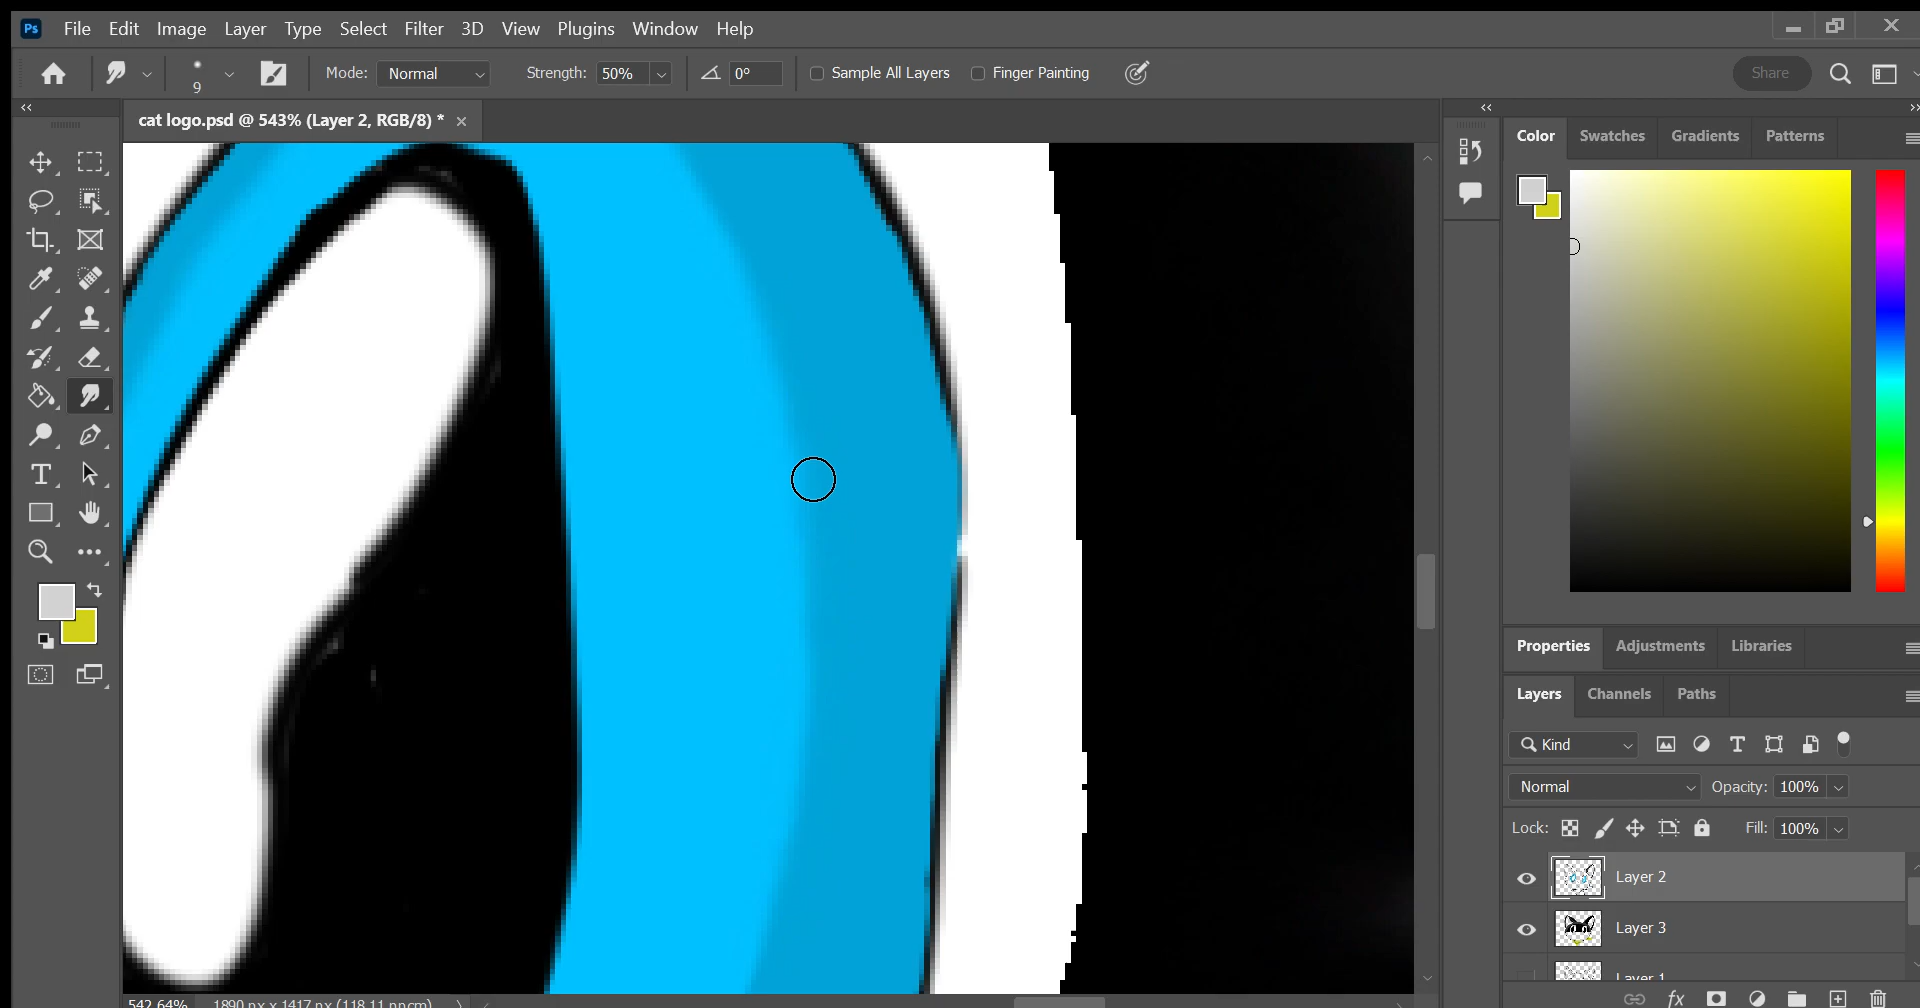 Ps File Edit Image Layer Type Select Filter 3D View Plugins Window Help
9 Mode: Normal Strength: 50% 0° Sample All Layers Finger Painting Share
cat logo.psd @ 543% (Layer 2, RGB/8) *
Color Swatches Gradients Patterns
Properties Adjustments Libraries
Layers Channels Paths
Kind
Normal Opacity: 100%
Lock: Fill: 100%
Layer 2
Layer 3
Layer 1
542.64% 1890 px x 1417 px (118.11 ppcm)
fx